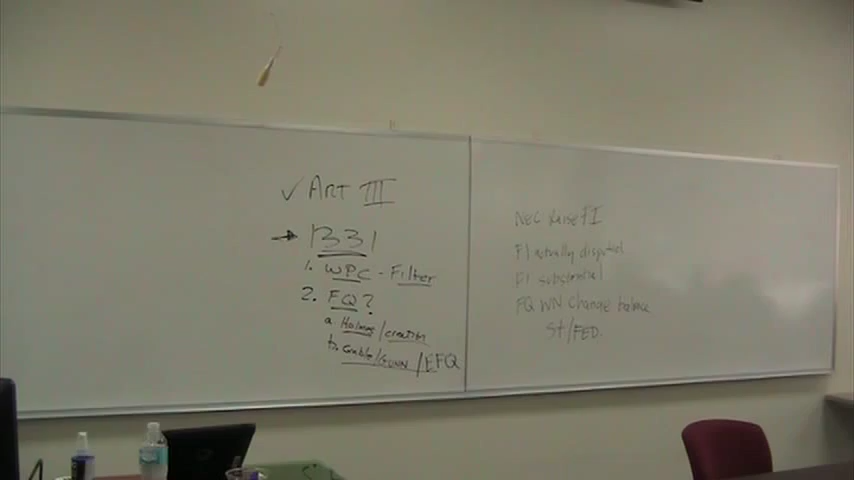 ✓ ART III
→ 1331
1. WPC - Filter
2. FQ?
a. Holmes/creation
b. Grable/GUNN/EFQ
Nec Raise FI
FI actually disputed
FI substantial
FQ WN Change balance
St/FED.